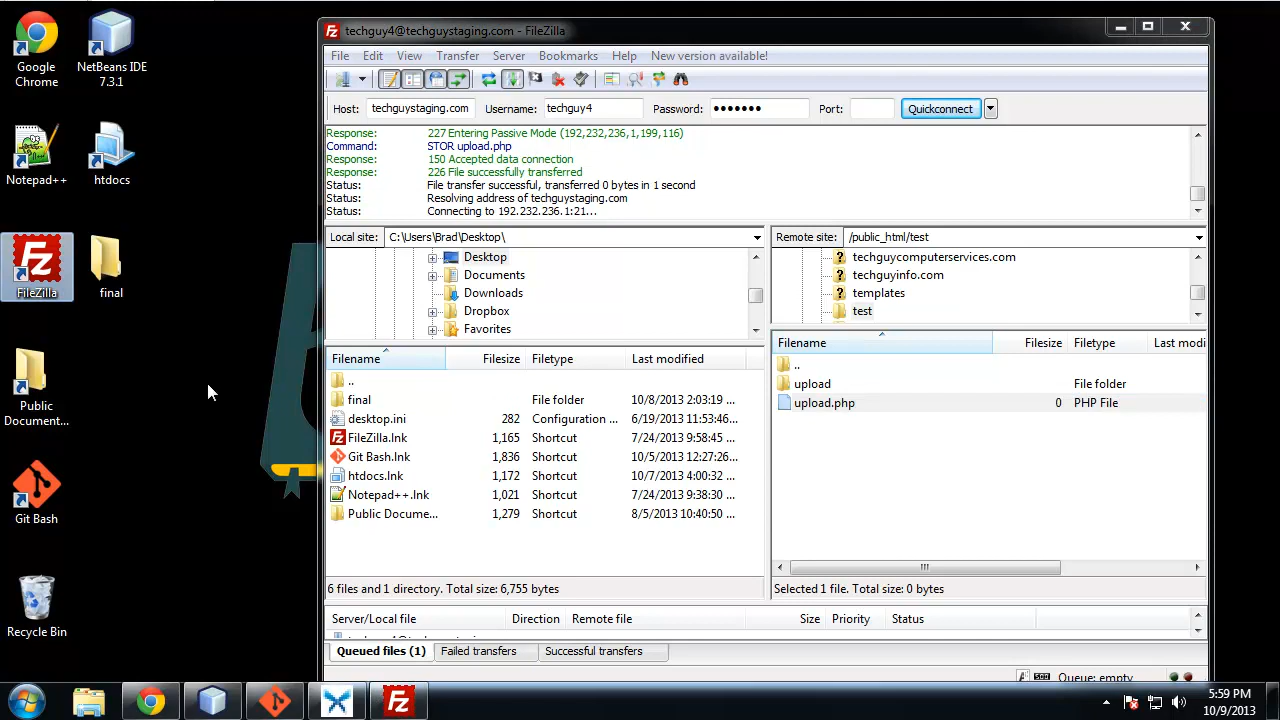 Google Chrome
NetBeans IDE 7.3.1
Notepad++
htdocs
FileZilla
final
Public Document...
Git Bash
Recycle Bin
techguy4@techguystaging.com - FileZilla
File Edit View Transfer Server Bookmarks Help New version available!
Host: techguystaging.com Username: techguy4 Password: ●●●●●●● Port: Quickconnect
Response: 227 Entering Passive Mode (192,232,236,1,199,116)
Command: STOR upload.php
Response: 150 Accepted data connection
Response: 226 File successfully transferred
Status: File transfer successful, transferred 0 bytes in 1 second
Status: Resolving address of techguystaging.com
Status: Connecting to 192.232.236.1:21...
Local site: C:\Users\Brad\Desktop\
Desktop
Documents
Downloads
Dropbox
Favorites
Filename Filesize Filetype Last modified
..
final File folder 10/8/2013 2:03:19 ...
desktop.ini 282 Configuration ... 6/19/2013 11:53:46...
FileZilla.lnk 1,165 Shortcut 7/24/2013 9:58:45 ...
Git Bash.lnk 1,836 Shortcut 10/5/2013 12:27:26...
htdocs.lnk 1,172 Shortcut 10/7/2013 4:00:32 ...
Notepad++.lnk 1,021 Shortcut 7/24/2013 9:38:30 ...
Public Docume... 1,279 Shortcut 8/5/2013 10:40:50 ...
6 files and 1 directory. Total size: 6,755 bytes
Remote site: /public_html/test
techguycomputerservices.com
techguyinfo.com
templates
test
Filename Filesize Filetype Last modi
..
upload File folder
upload.php 0 PHP File
Selected 1 file. Total size: 0 bytes
Server/Local file Direction Remote file Size Priority Status
Queued files (1) Failed transfers Successful transfers
Queue: empty
5:59 PM
10/9/2013